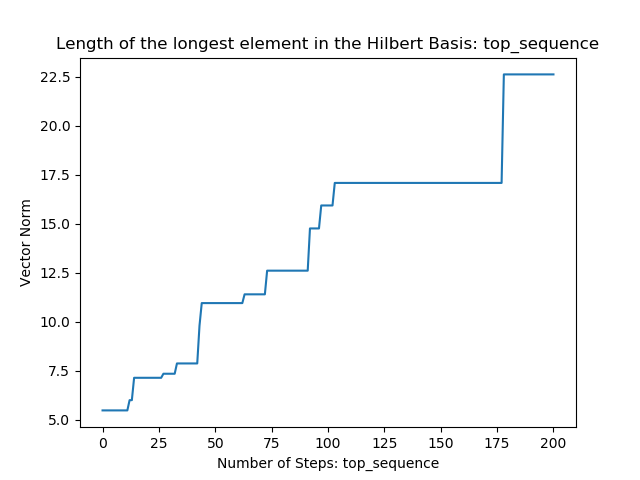 Length of the longest element in the Hilbert Basis: top_sequence
22.5
20.0
17.5
15.0
12.5
10.0
7.5
5.0
Vector Norm
0 25 50 75 100 125 150 175 200
Number of Steps: top_sequence